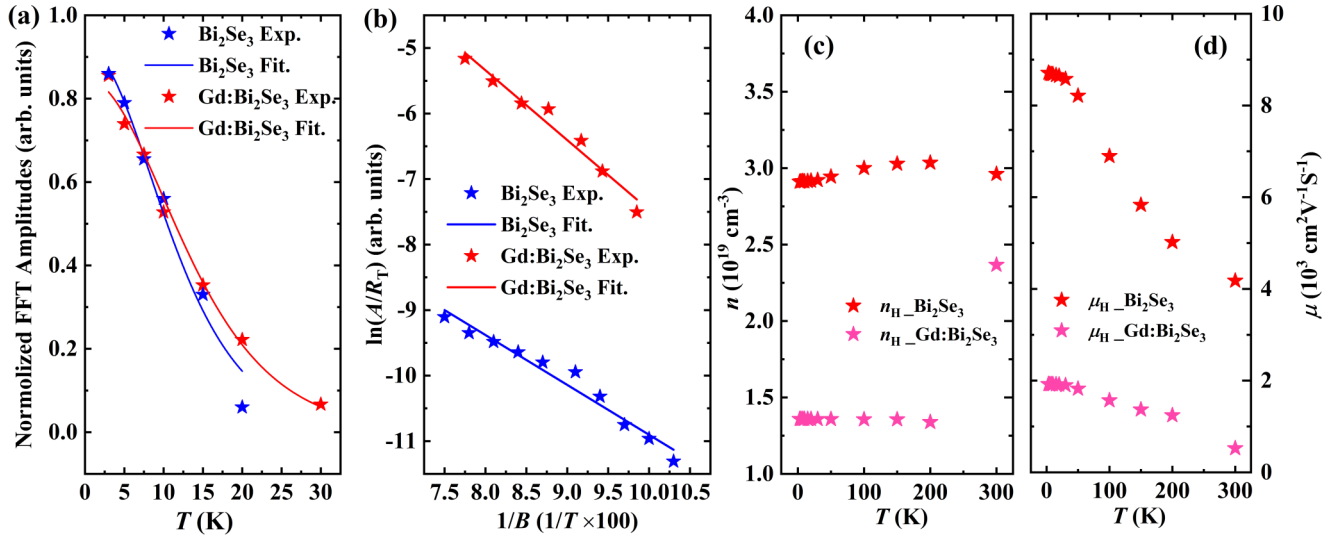 (a)
Normolized FFT Amplitudes (arb. units)
1.0
0.8
0.6
0.4
0.2
0.0
Bi₂Se₃ Exp.
Bi₂Se₃ Fit.
Gd:Bi₂Se₃ Exp.
Gd:Bi₂Se₃ Fit.
0 5 10 15 20 25 30
T (K)
(b)
ln(A/R_T) (arb. units)
-5
-6
-7
-8
-9
-10
-11
Bi₂Se₃ Exp.
Bi₂Se₃ Fit.
Gd:Bi₂Se₃ Exp.
Gd:Bi₂Se₃ Fit.
7.5 8.0 8.5 9.0 9.5 10.0 10.5
1/B (1/T ×100)
(c)
n (10¹⁹ cm⁻³)
4.0
3.5
3.0
2.5
2.0
1.5
1.0
n_H_Bi₂Se₃
n_H_Gd:Bi₂Se₃
0 100 200 300
T (K)
(d)
μ_H_Bi₂Se₃
μ_H_Gd:Bi₂Se₃
10
8
6
4
2
0
μ (10³ cm²V⁻¹S⁻¹)
0 100 200 300
T (K)